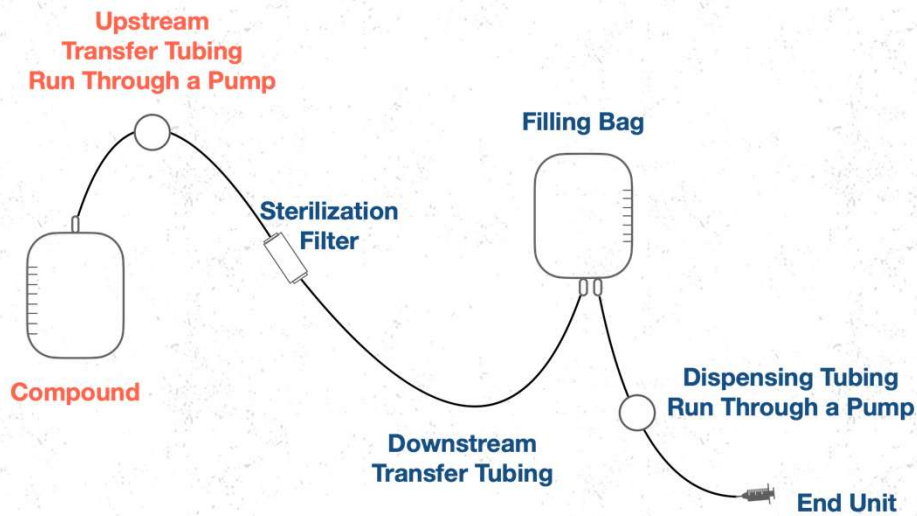 Upstream
Transfer Tubing
Run Through a Pump
Filling Bag
Sterilization
Filter
Compound
Dispensing Tubing
Run Through a Pump
Downstream
Transfer Tubing
End Unit